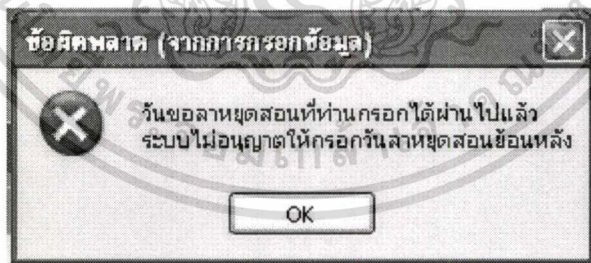 ข้อผิดพลาด (จากการกรอกข้อมูล)
วันขอลาหยุดสอนที่ท่านกรอกได้ผ่านไปแล้ว
ระบบไม่อนุญาตให้กรอกวันลาหยุดสอนย้อนหลัง
OK